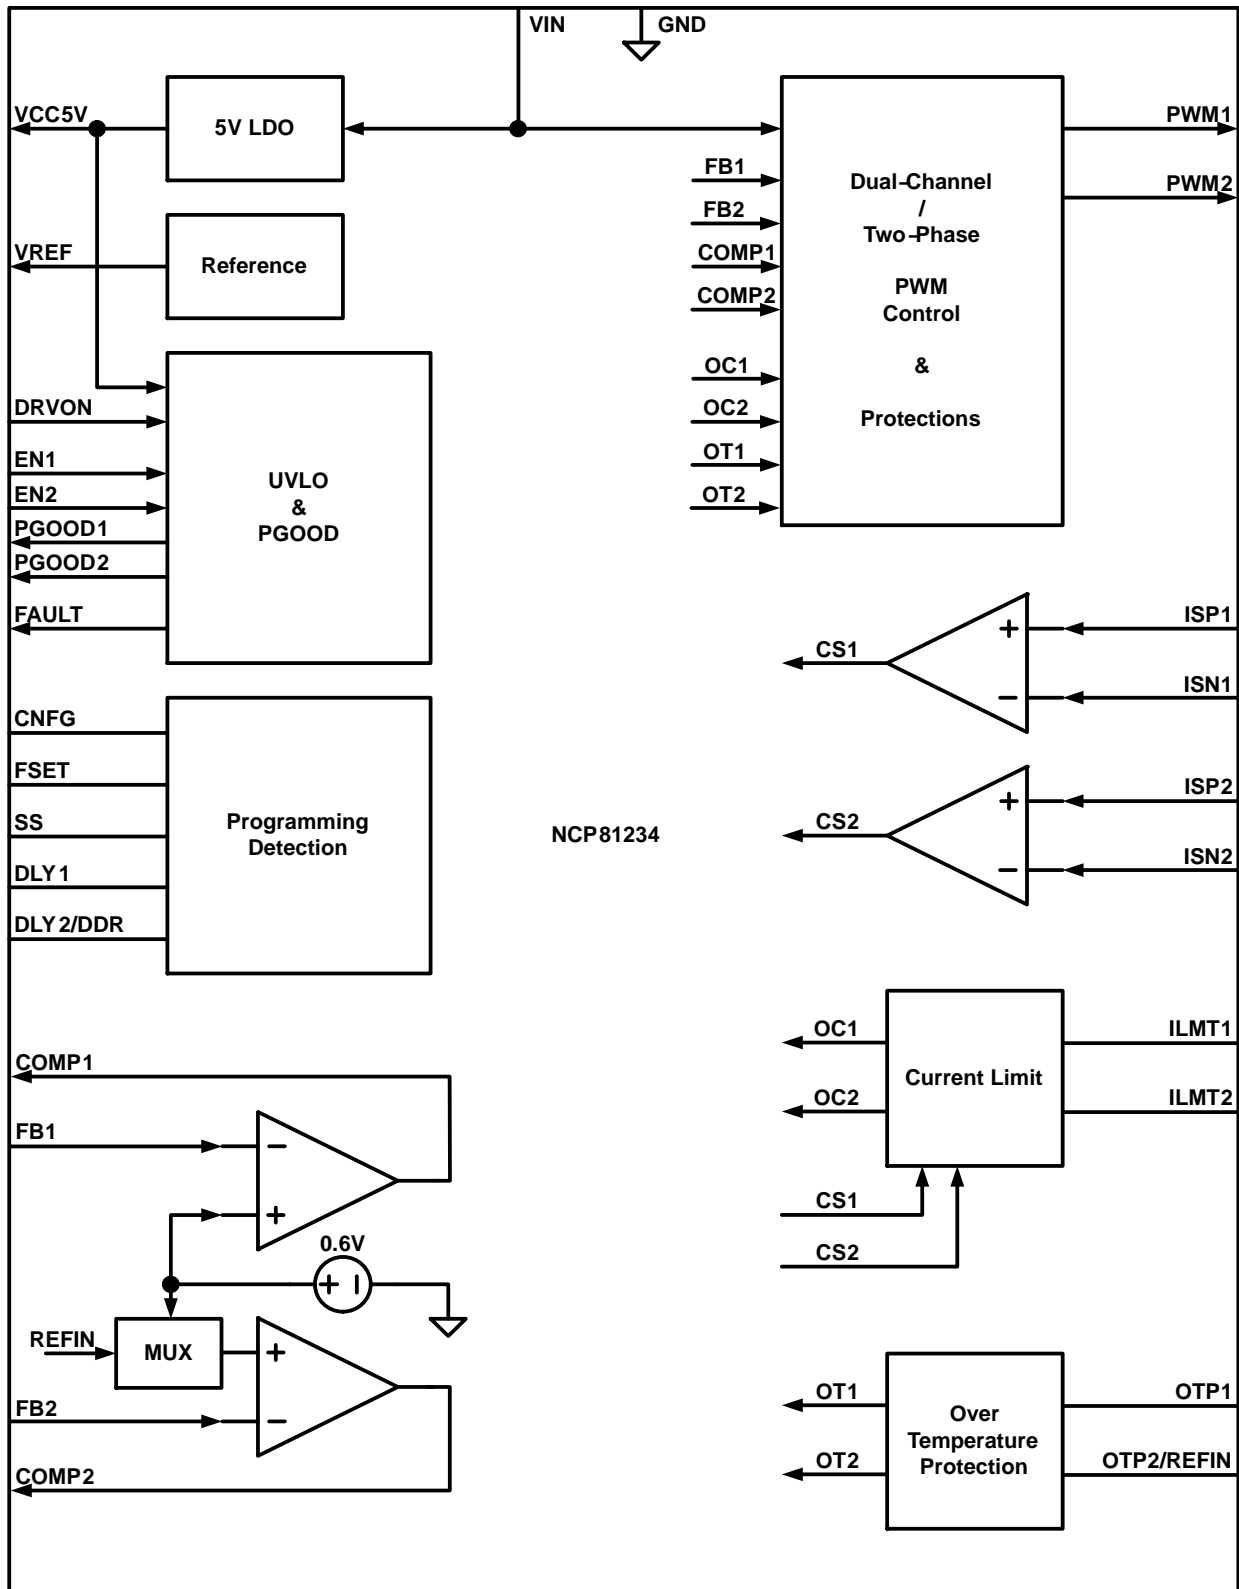 VIN
GND
VCC5V
5V LDO
PWM1
FB1
Dual-Channel
/
Two-Phase
PWM
Control
&
Protections
PWM2
FB2
VREF
Reference
COMP1
COMP2
OC1
OC2
OT1
OT2
DRVON
EN1
EN2
PGOOD1
PGOOD2
FAULT
UVLO
&
PGOOD
CS1
+
−
ISP1
ISN1
CNFG
FSET
SS
DLY1
DLY2/DDR
Programming
Detection
NCP81234
CS2
+
−
ISP2
ISN2
OC1
OC2
Current Limit
ILMT1
ILMT2
CS1
CS2
COMP1
FB1
−
+
0.6V
+ −
REFIN
MUX
+
−
FB2
COMP2
OT1
OT2
Over
Temperature
Protection
OTP1
OTP2/REFIN